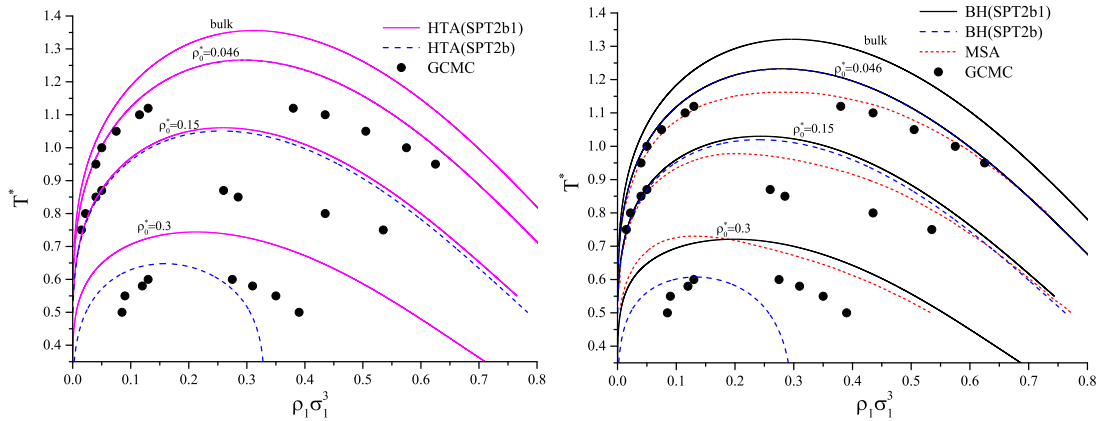 1.4
1.3
1.2
1.1
1.0
0.9
0.8
0.7
0.6
0.5
0.4
T*
0.0 0.1 0.2 0.3 0.4 0.5 0.6 0.7 0.8
ρ₁σ₁³
bulk
ρ₀*=0.046
ρ₀*=0.15
ρ₀*=0.3
HTA(SPT2b1)
HTA(SPT2b)
GCMC
1.4
1.3
1.2
1.1
1.0
0.9
0.8
0.7
0.6
0.5
0.4
T*
0.0 0.1 0.2 0.3 0.4 0.5 0.6 0.7 0.8
ρ₁σ₁³
bulk
ρ₀*=0.046
ρ₀*=0.15
ρ₀*=0.3
BH(SPT2b1)
BH(SPT2b)
MSA
GCMC